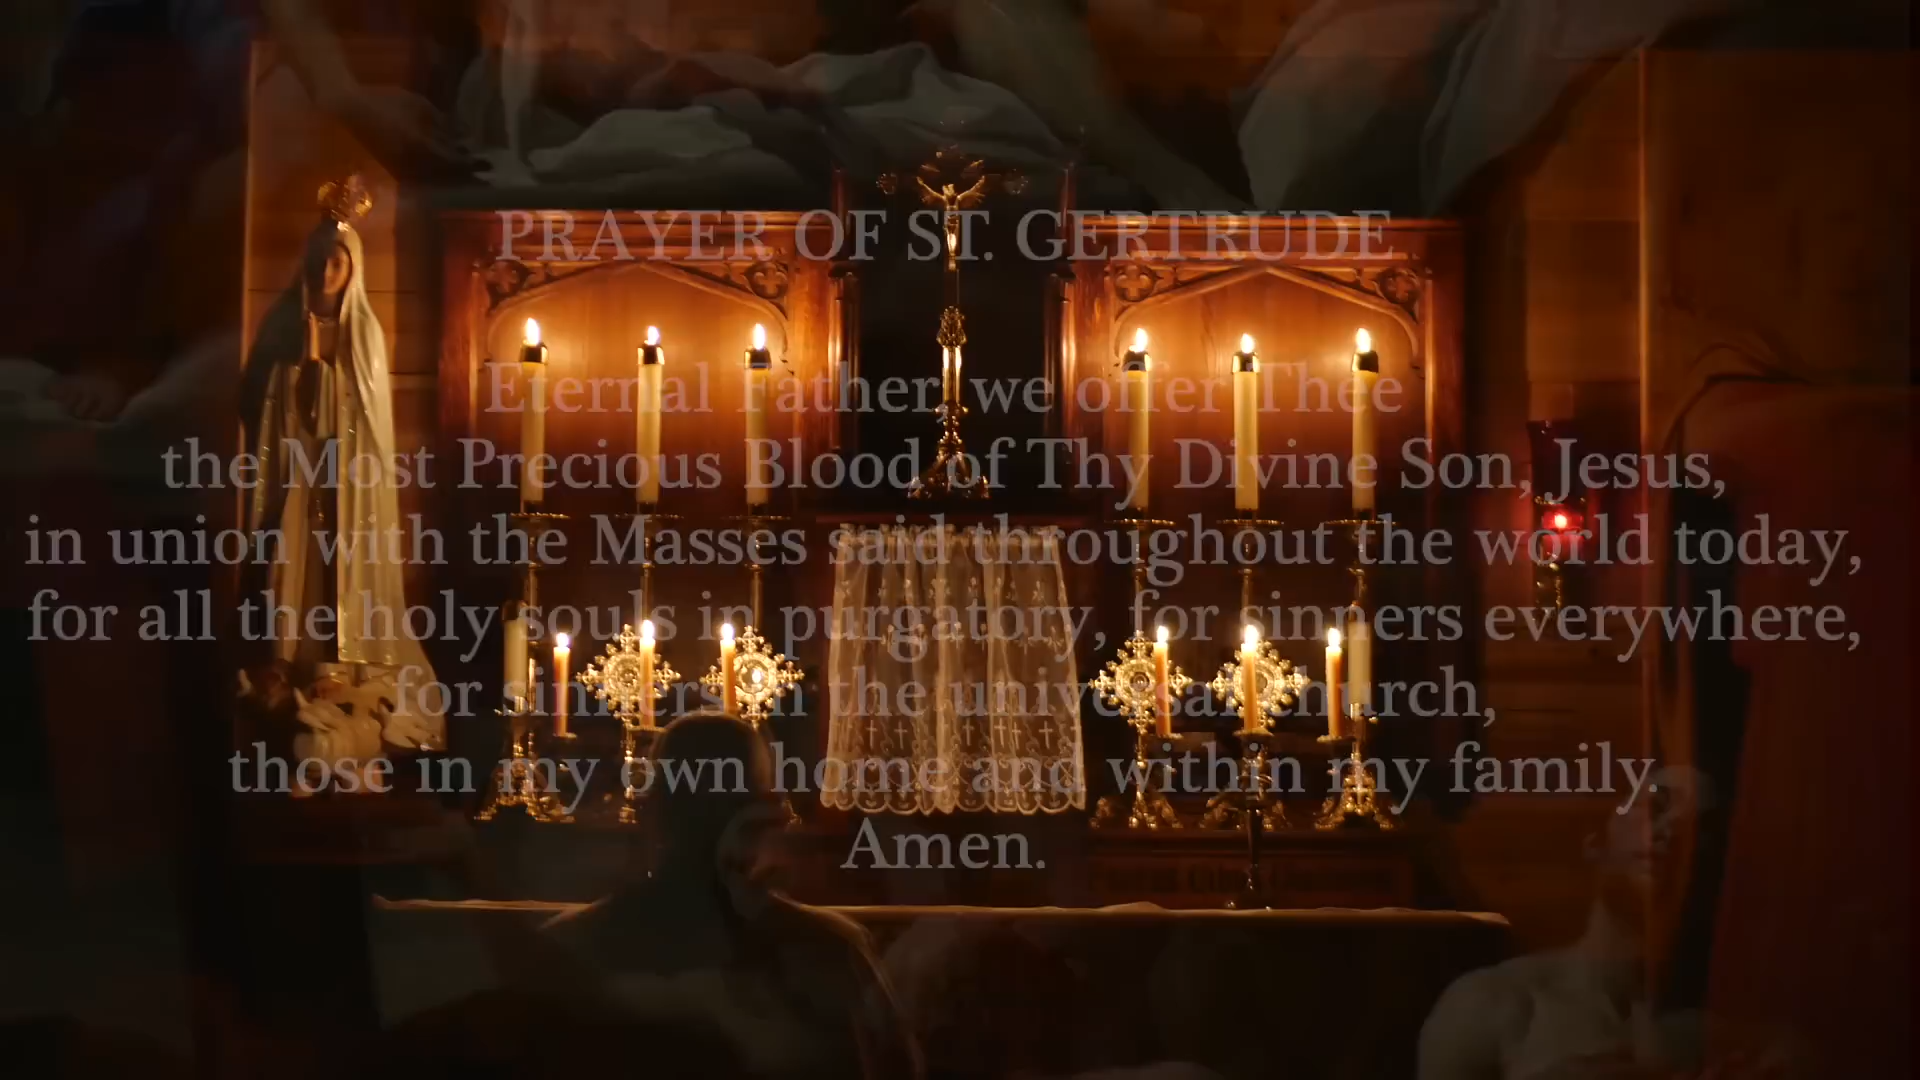 PRAYER OF ST. GERTRUDE
Eternal Father, we offer Thee
the Most Precious Blood of Thy Divine Son, Jesus,
in union with the Masses said throughout the world today,
for all the holy souls in purgatory, for sinners everywhere,
for sinners in the universal church,
those in my own home and within my family.
Amen.